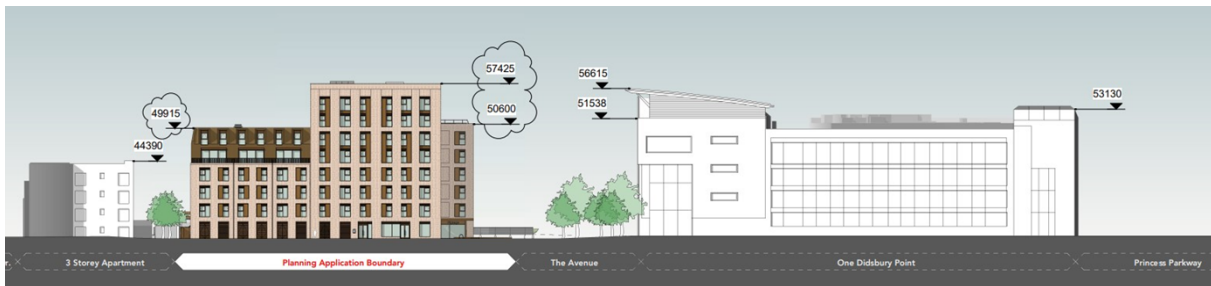 57425
56615
53130
51538
49915
50600
44390
r.
3 Storey Apartment
Planning Application Boundary
The Avenue
One Didsbury Point
Princess Parkway